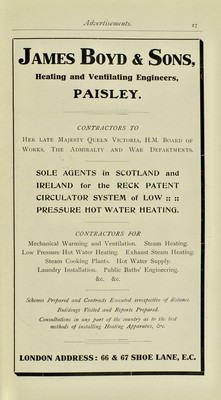 Advertisements. 17
JAMES BOYD & SONS,
Heating and Ventilating Engineers,
PAISLEY.
CONTRACTORS TO
HER LATE MAJESTY QUEEN VICTORIA, H.M. BOARD OF
WORKS, THE ADMIRALTY AND WAR DEPARTMENTS.
SOLE AGENTS in SCOTLAND and
IRELAND for the RECK PATENT
CIRCULATOR SYSTEM of LOW :: ::
PRESSURE HOT WATER HEATING.
CONTRACTORS FOR
Mechanical Warming and Ventilation. Steam Heating.
Low Pressure Hot Water Heating. Exhaust Steam Heating.
Steam Cooking Plants. Hot Water Supply.
Laundry Installation. Public Baths' Engineering.
&c. &c.
Schemes Prepared and Contracts Executed irrespective of distance.
Buildings Visited and Reports Prepared.
Consultations in any part of the country as to the best
methods of installing Heating Apparatus, &c.
LONDON ADDRESS: 66 & 67 SHOE LANE, E.C.